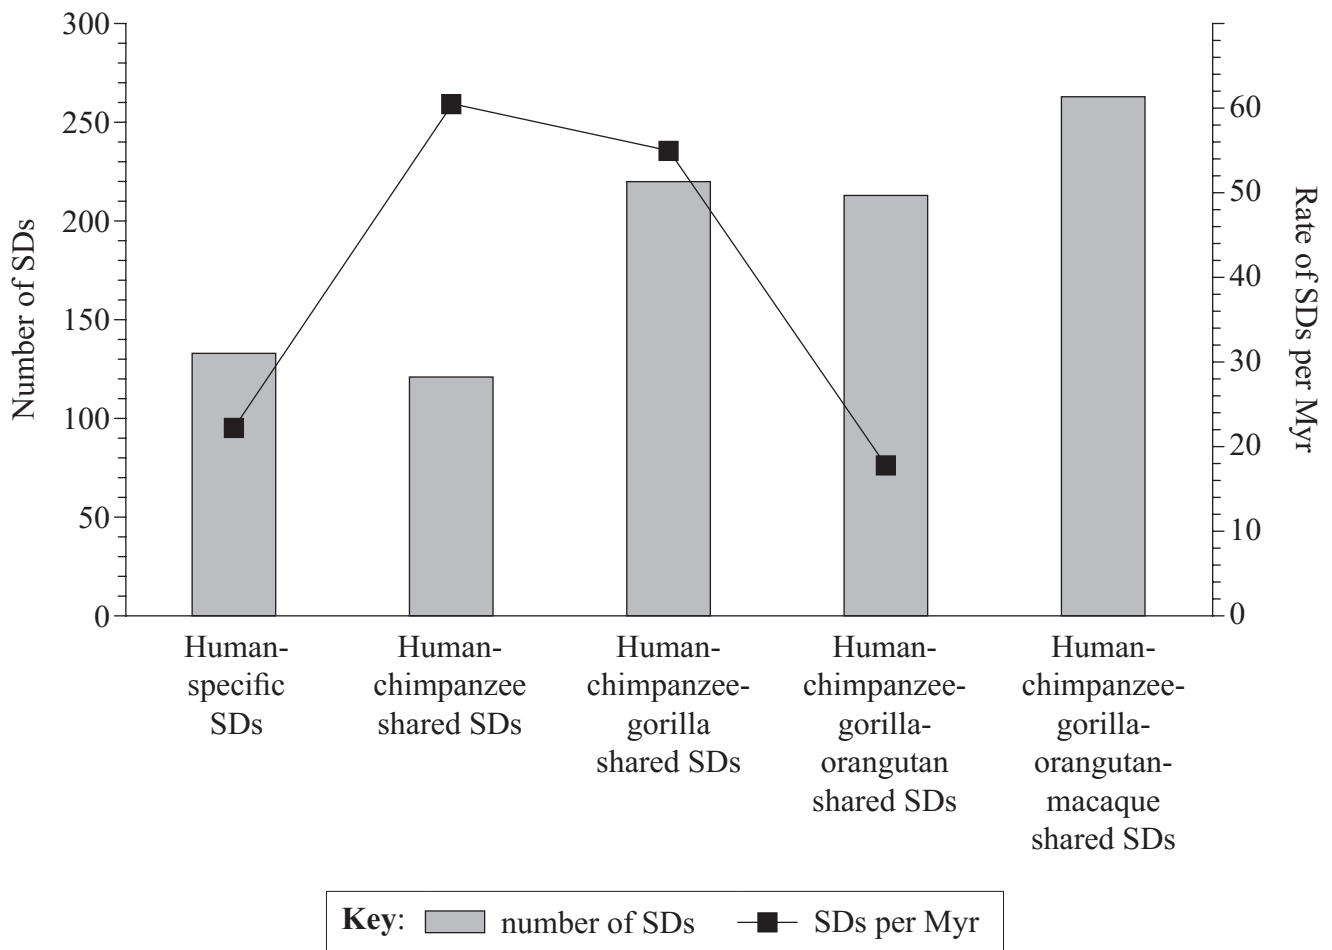 300
250
200
150
100
50
0
Number of SDs
60
50
40
30
20
10
0
Rate of SDs per Myr
Human-
specific
SDs
Human-
chimpanzee
shared SDs
Human-
chimpanzee-
gorilla
shared SDs
Human-
chimpanzee-
gorilla-
orangutan
shared SDs
Human-
chimpanzee-
gorilla-
orangutan-
macaque
shared SDs
Key: number of SDs SDs per Myr